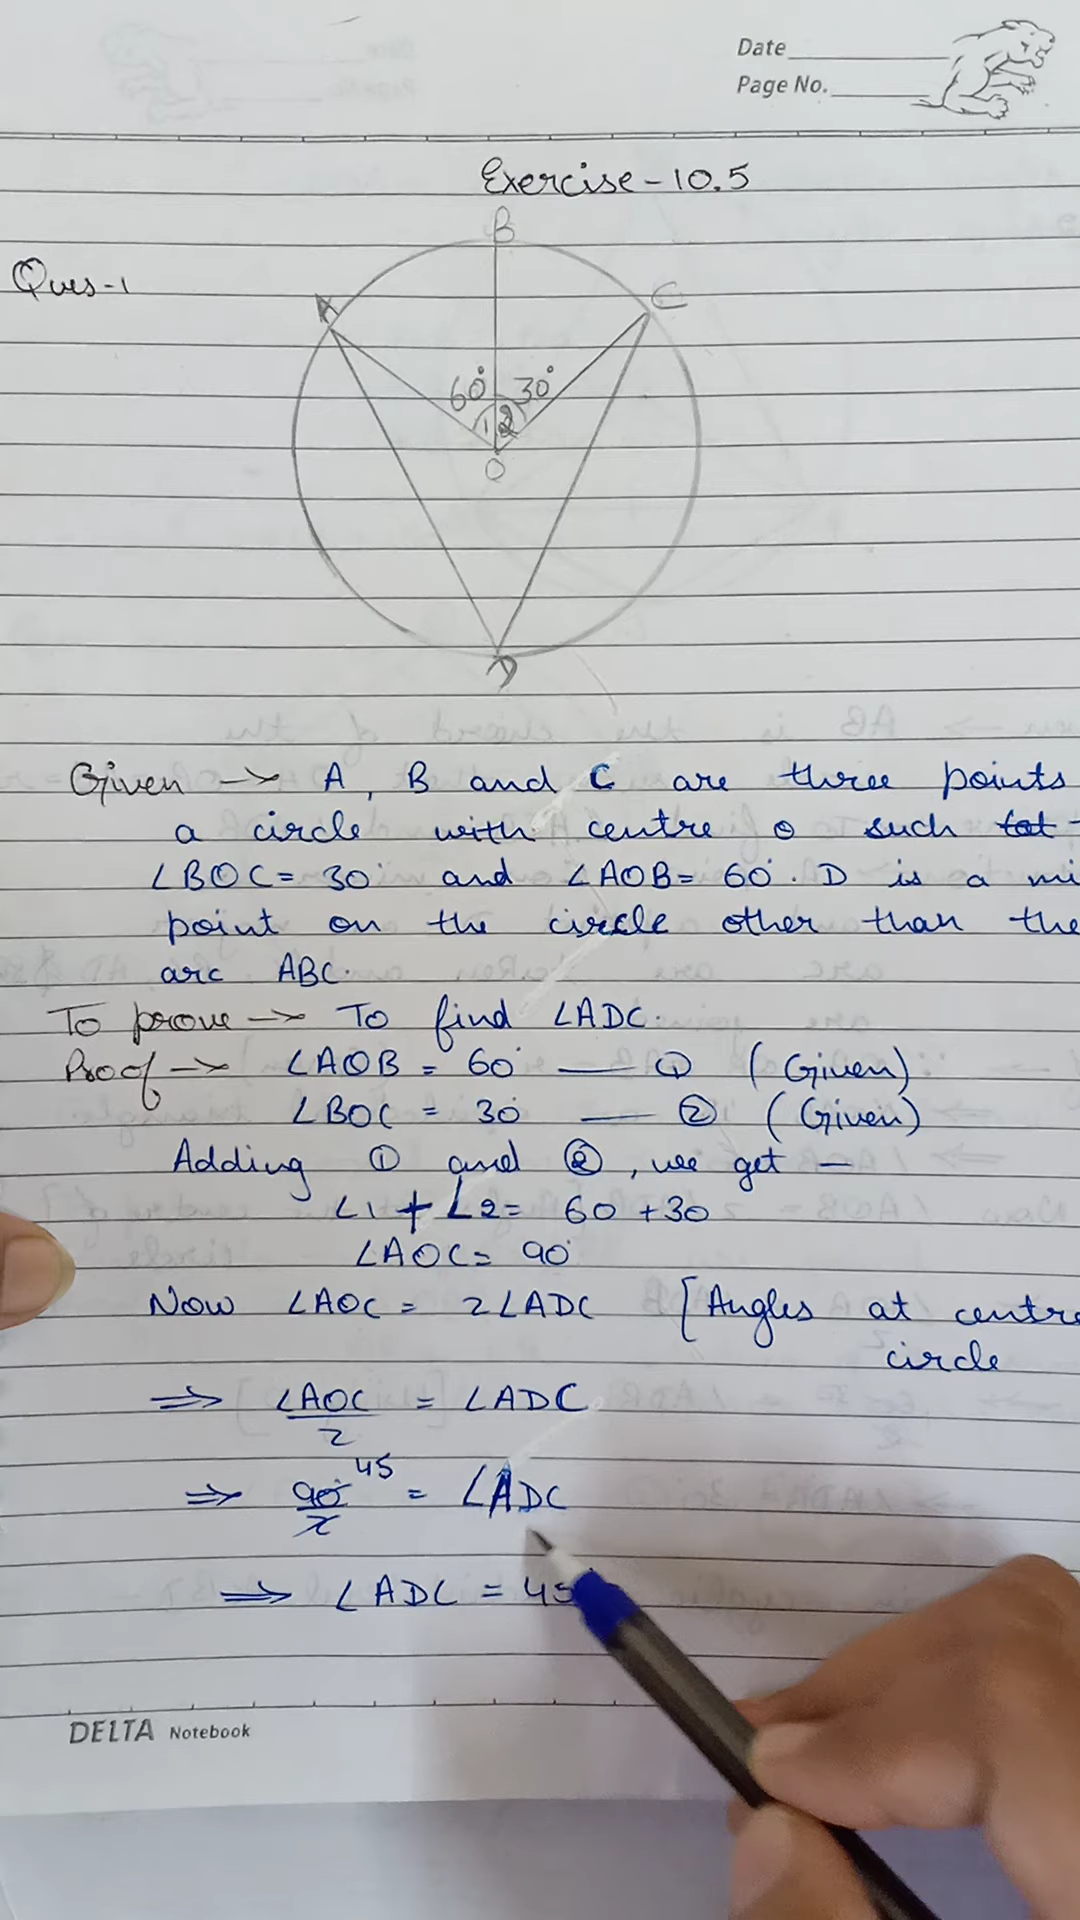 Date
Page No.
Exercise-10.5
Ques-1
B
A
C
60° 30°
1 2
O
D
Given → A, B and C are three points
a circle with centre O such
∠BOC= 30° and ∠AOB= 60°. D is a
point on the circle other than the
arc ABC.
To prove → To find ∠ADC.
Proof → ∠AOB = 60° — ① (Given)
∠BOC = 30° — ② (Given)
Adding ① and ②, we get —
∠1 + ∠2 = 60 + 30
∠AOC = 90°
Now ∠AOC = 2∠ADC [Angles at centre
circle
⇒ ∠AOC/2 = ∠ADC
⇒ 90°/2 45 = ∠ADC
⇒ ∠ADC = 45
DELTA Notebook